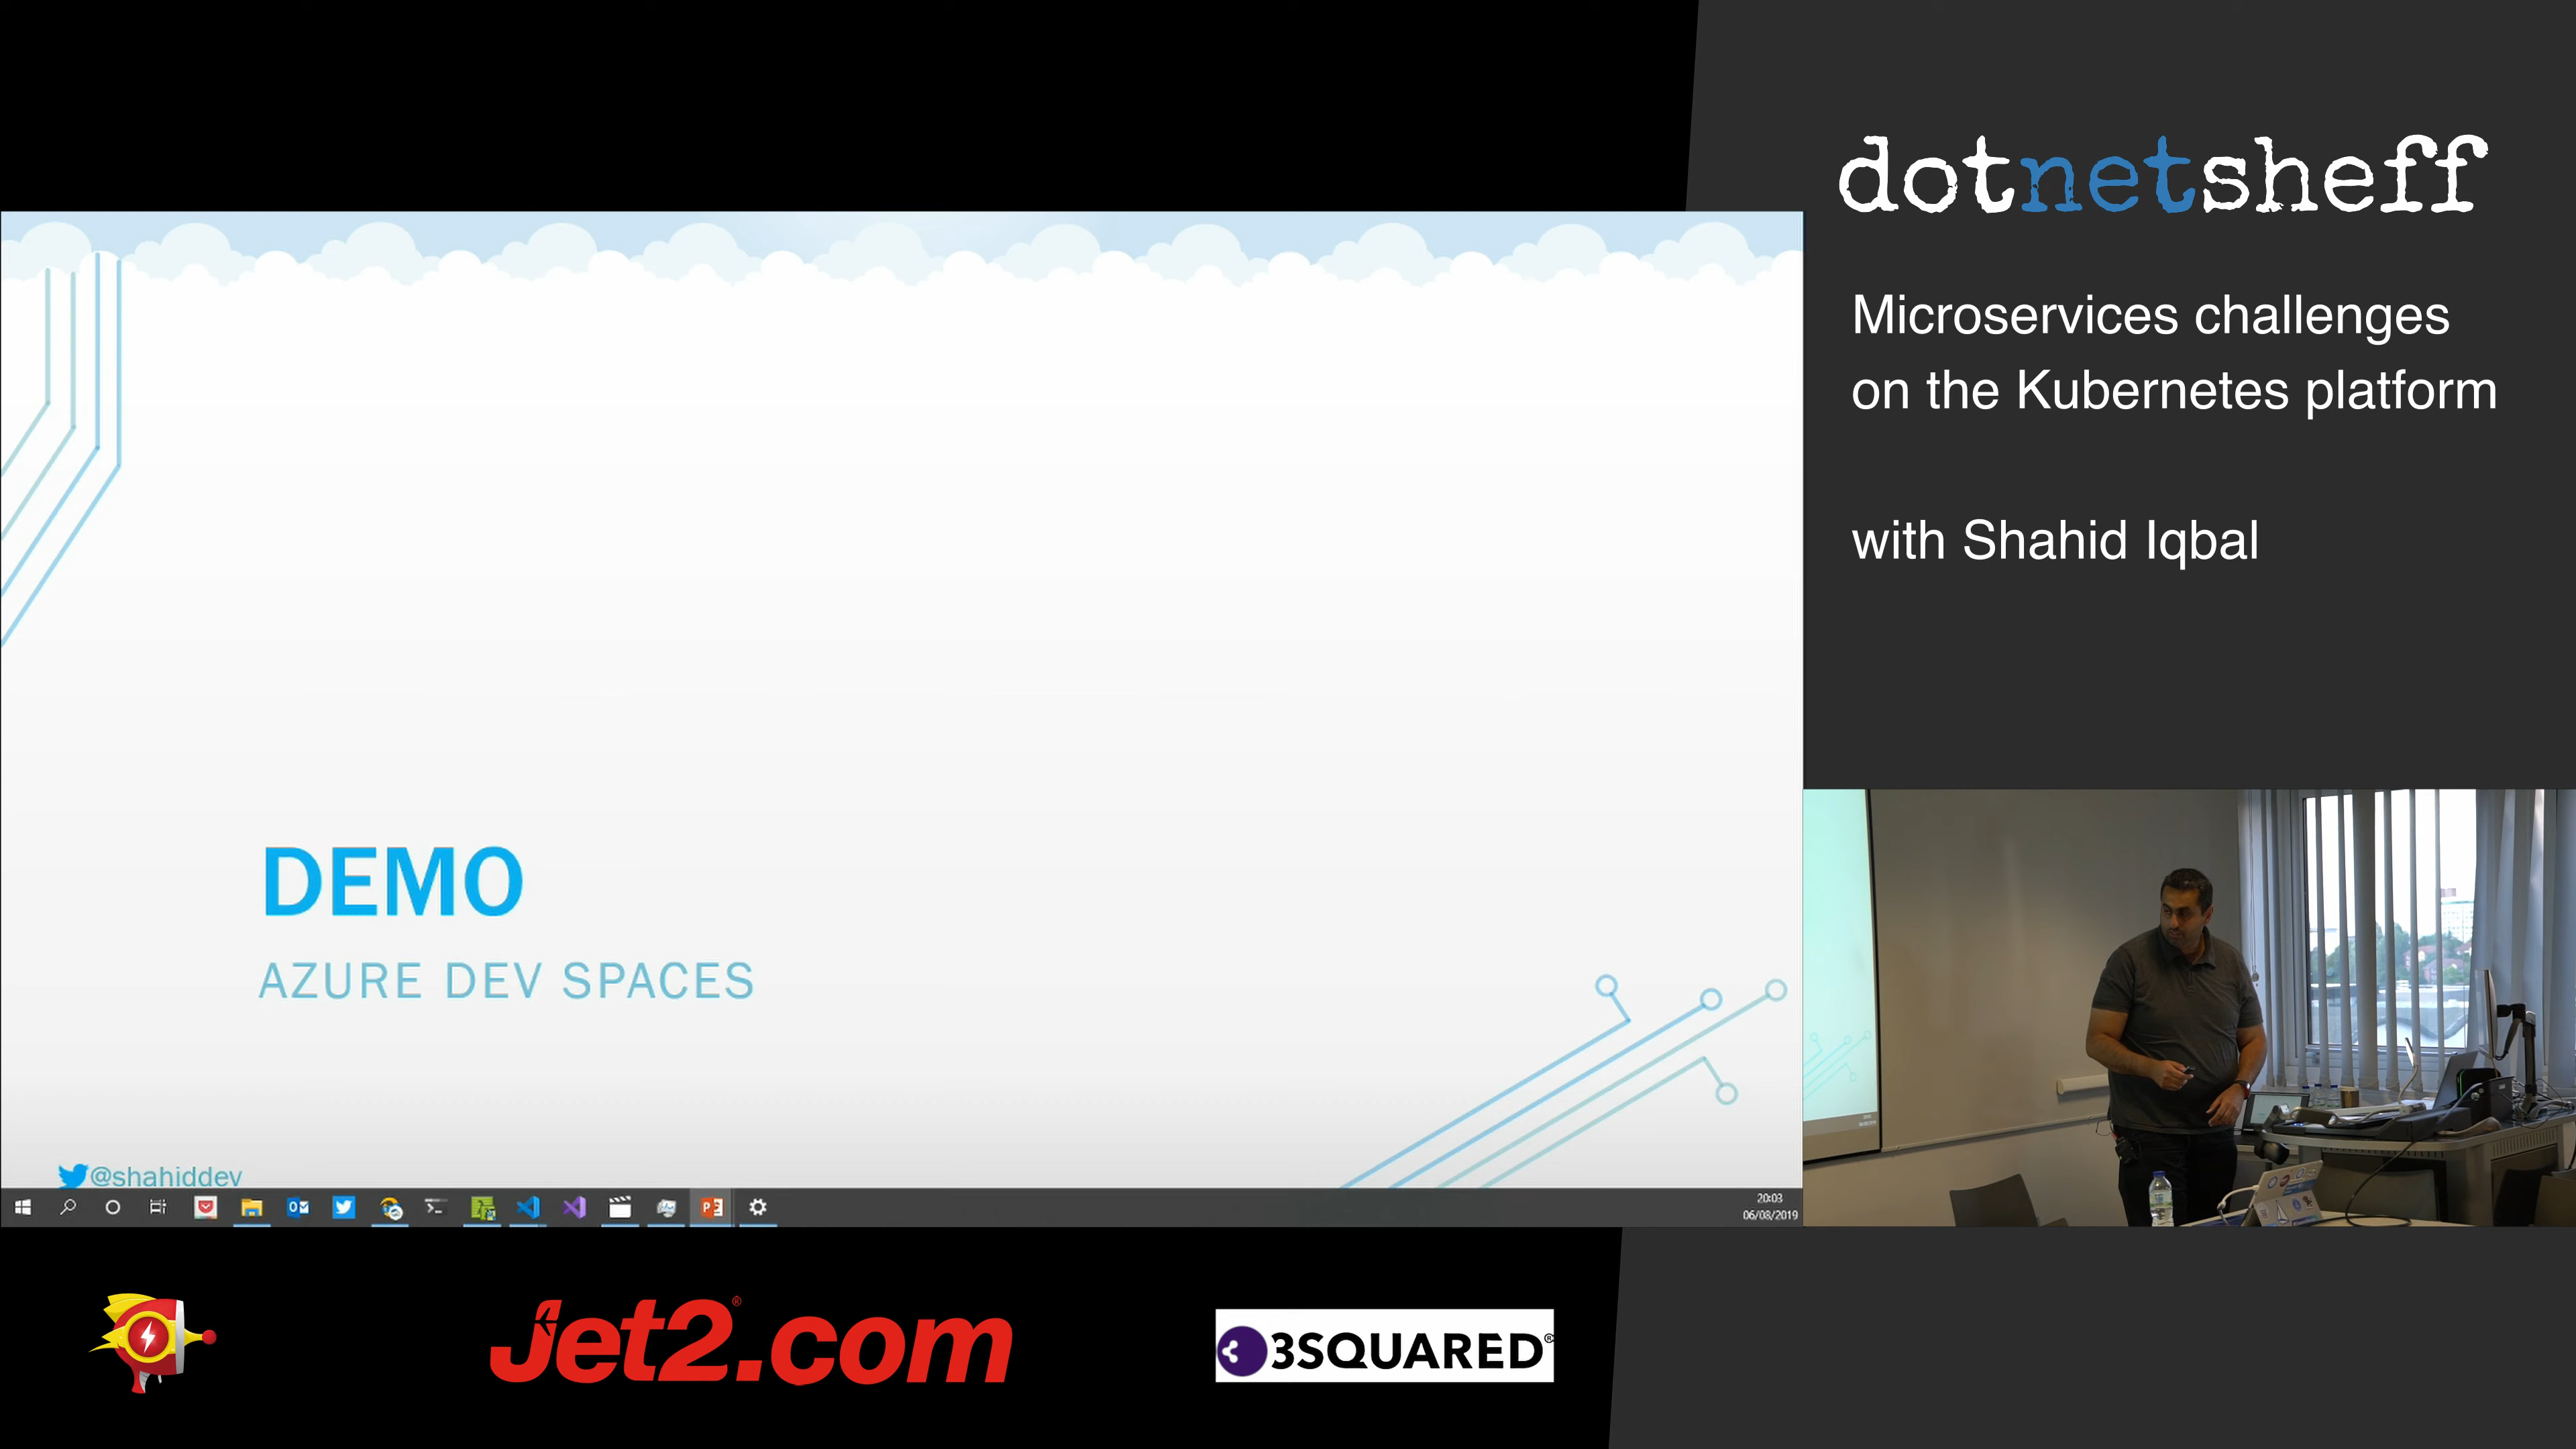 dotnetsheff
Microservices challenges
on the Kubernetes platform
with Shahid Iqbal
DEMO
AZURE DEV SPACES
@shahiddev
20:03
06/08/2019
Jet2.com®
3SQUARED®